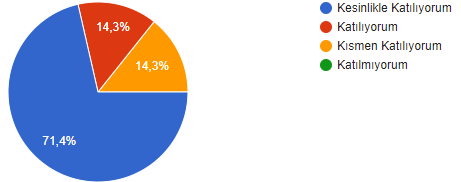 Kesinlikle Katılıyorum
Katılıyorum
Kısmen Katılıyorum
Katılmıyorum
14,3%
14,3%
71,4%